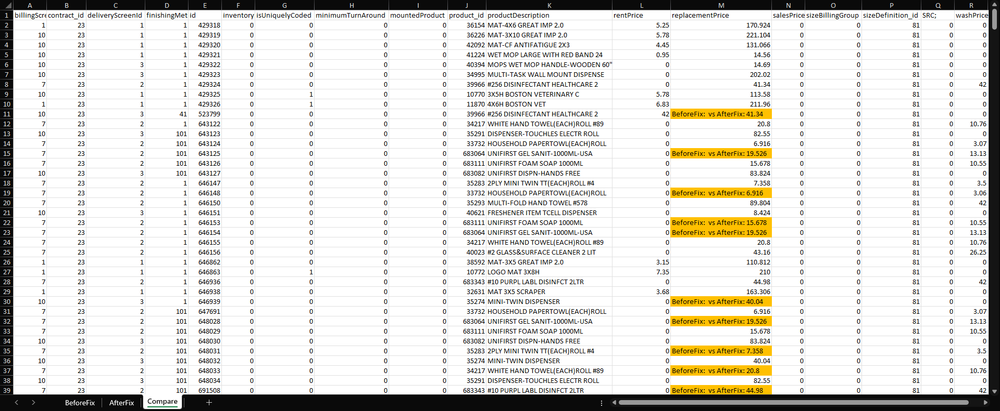 A B C D E F G H I J K L M N O P Q R
1 billingScre contract_id deliveryScreenId finishingMet id inventory isUniquelyCoded minimumTurnAround mountedProduct product_id productDescription rentPrice replacementPrice salesPrice sizeBillingGroup sizeDefinition_id SRC; washPrice
2 1 23 1 1 429318 0 0 0 0 36154 MAT-4X6 GREAT IMP 2.0 5.25 170.924 0 0 81 0 0
3 10 23 1 1 429319 0 0 0 0 36226 MAT-3X10 GREAT IMP 2.0 5.78 221.104 0 0 81 0 0
4 10 23 1 1 429320 0 0 0 0 42092 MAT-CF ANTIFATIGUE 2X3 4.45 131.066 0 0 81 0 0
5 10 23 1 1 429321 0 0 0 0 41224 WET MOP LARGE WITH RED BAND 24 0.95 14.56 0 0 81 0 0
6 10 23 3 1 429322 0 0 0 0 40394 MOPS WET MOP HANDLE-WOODEN 60" 0 14.69 0 0 81 0 0
7 10 23 3 1 429323 0 0 0 0 34995 MULTI-TASK WALL MOUNT DISPENSE 0 202.02 0 0 81 0 0
8 7 23 2 1 429324 0 0 0 0 39966 #256 DISINFECTANT HEALTHCARE 2 0 41.34 0 0 81 0 42
9 10 23 1 1 429325 0 1 0 0 10770 3X5H BOSTON VETERINARY C 5.78 113.58 0 0 81 0 0
10 1 23 1 1 429326 0 1 0 0 11870 4X6H BOSTON VET 6.83 211.96 0 0 81 0 0
11 10 23 3 41 523799 0 0 0 0 39966 #256 DISINFECTANT HEALTHCARE 2 42 BeforeFix: vs AfterFix: 41.34 0 0 81 0 0
12 7 23 2 1 643122 0 0 0 0 34217 WHITE HAND TOWEL(EACH)ROLL #89 0 20.8 0 0 81 0 10.76
13 10 23 3 101 643123 0 0 0 0 35291 DISPENSER-TOUCHLES ELECTR ROLL 0 82.55 0 0 81 0 0
14 7 23 2 101 643124 0 0 0 0 33732 HOUSEHOLD PAPERTOWL(EACH)ROLL 0 6.916 0 0 81 0 3.07
15 7 23 2 101 643125 0 0 0 0 683064 UNIFIRST GEL SANIT-1000ML-USA 0 BeforeFix: vs AfterFix: 19.526 0 0 81 0 13.13
16 7 23 2 101 643126 0 0 0 0 683111 UNIFIRST FOAM SOAP 1000ML 0 15.678 0 0 81 0 10.55
17 10 23 3 101 643127 0 0 0 0 683082 UNIFIRST DISPN-HANDS FREE 0 83.824 0 0 81 0 0
18 7 23 2 1 646147 0 0 0 0 35283 2PLY MINI TWIN TT(EACH)ROLL #4 0 7.358 0 0 81 0 3.5
19 7 23 2 1 646148 0 0 0 0 33732 HOUSEHOLD PAPERTOWL(EACH)ROLL 0 BeforeFix: vs AfterFix: 6.916 0 0 81 0 3.06
20 7 23 2 1 646150 0 0 0 0 35293 MULTI-FOLD HAND TOWEL #578 0 89.804 0 0 81 0 42
21 10 23 3 1 646151 0 0 0 0 40621 FRESHENER ITEM TCELL DISPENSER 0 8.424 0 0 81 0 0
22 7 23 2 1 646153 0 0 0 0 683111 UNIFIRST FOAM SOAP 1000ML 0 BeforeFix: vs AfterFix: 15.678 0 0 81 0 10.55
23 7 23 2 1 646154 0 0 0 0 683064 UNIFIRST GEL SANIT-1000ML-USA 0 BeforeFix: vs AfterFix: 19.526 0 0 81 0 13.13
24 7 23 2 1 646155 0 0 0 0 34217 WHITE HAND TOWEL(EACH)ROLL #89 0 20.8 0 0 81 0 10.76
25 7 23 2 1 646156 0 0 0 0 40023 #2 GLASS&SURFACE CLEANER 2 LIT 0 43.16 0 0 81 0 26.25
26 1 23 1 1 646862 0 0 0 0 38592 MAT-3X5 GREAT IMP 2.0 3.15 110.812 0 0 81 0 0
27 1 23 1 1 646863 0 1 0 0 10772 LOGO MAT 3X8H 7.35 210 0 0 81 0 0
28 7 23 2 1 646936 0 0 0 0 683343 #10 PURPL LABL DISINFCT 2LTR 0 44.98 0 0 81 0 42
29 1 23 1 1 646938 0 0 0 0 32631 MAT 3X5 SCRAPER 3.68 163.306 0 0 81 0 0
30 10 23 3 1 646939 0 0 0 0 35274 MINI-TWIN DISPENSER 0 BeforeFix: vs AfterFix: 40.04 0 0 81 0 0
31 7 23 2 101 647691 0 0 0 0 33732 HOUSEHOLD PAPERTOWL(EACH)ROLL 0 6.916 0 0 81 0 3.07
32 7 23 2 101 648028 0 0 0 0 683064 UNIFIRST GEL SANIT-1000ML-USA 0 BeforeFix: vs AfterFix: 19.526 0 0 81 0 13.13
33 7 23 2 101 648029 0 0 0 0 683111 UNIFIRST FOAM SOAP 1000ML 0 15.678 0 0 81 0 10.55
34 10 23 3 101 648030 0 0 0 0 683082 UNIFIRST DISPN-HANDS FREE 0 83.824 0 0 81 0 0
35 7 23 2 101 648031 0 0 0 0 35283 2PLY MINI TWIN TT(EACH)ROLL #4 0 BeforeFix: vs AfterFix: 7.358 0 0 81 0 3.5
36 10 23 3 101 648032 0 0 0 0 35274 MINI-TWIN DISPENSER 0 40.04 0 0 81 0 0
37 7 23 2 101 648033 0 0 0 0 34217 WHITE HAND TOWEL(EACH)ROLL #89 0 BeforeFix: vs AfterFix: 20.8 0 0 81 0 10.76
38 10 23 3 101 648034 0 0 0 0 35291 DISPENSER-TOUCHLES ELECTR ROLL 0 82.55 0 0 81 0 0
39 7 23 2 101 691508 0 0 0 0 683343 #10 PURPL LABL DISINFCT 2LTR 0 BeforeFix: vs AfterFix: 44.98 0 0 81 0 42
BeforeFix AfterFix Compare